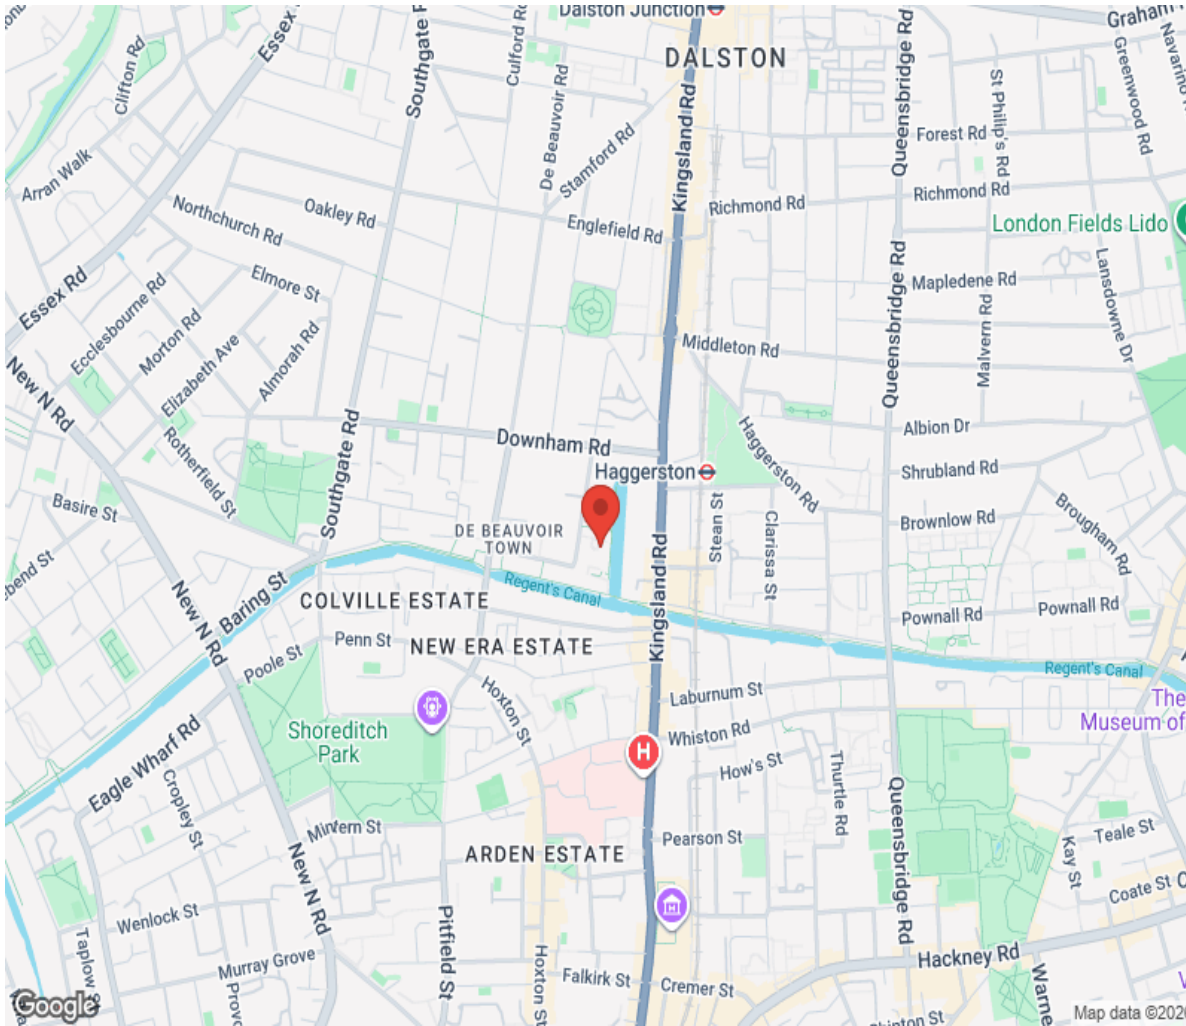 Dalston Junction
DALSTON
Graham
Clifton Rd
Essex Rd
Southgate
Culford Rd
De Beauvoir Rd
Stamford Rd
Kingsland Rd
Queensbridge Rd
St Philip's Rd
Greenwood Rd
Navarino
Forest Rd
Arran Walk
Northchurch Rd
Oakley Rd
Englefield Rd
Richmond Rd
Richmond Rd
London Fields Lido
Essex Rd
Elmore St
Ecclesbourne Rd
Morton Rd
Elizabeth Ave
Almorah Rd
Queensbridge Rd
Mapledene Rd
Malvern Rd
Lansdowne Dr
New N Rd
Middleton Rd
Rotherfield St
Southgate Rd
Downham Rd
Haggerston
Haggerston Rd
Albion Dr
Shrubland Rd
Basire St
DE BEAUVOIR
TOWN
Kingsland Rd
Stean St
Clarissa St
Brownlow Rd
Brougham Rd
Baring St
New N Rd
COLVILLE ESTATE
Regent's Canal
Pownall Rd
Pownall Rd
Poole St
Penn St
NEW ERA ESTATE
Regent's Canal
Hoxton St
Laburnum St
The
Museum of
Shoreditch
Park
H
Whiston Rd
Eagle Wharf Rd
How's St
Thurtle Rd
Queensbridge Rd
Cropley St
Mintern St
Pearson St
Teale St
Kay St
ARDEN ESTATE
New N Rd
Wenlock St
Coate St
Taplow St
Pitfield St
Hoxton St
Murray Grove
Hackney Rd
Falkirk St
Cremer St
Google
Map data ©2026